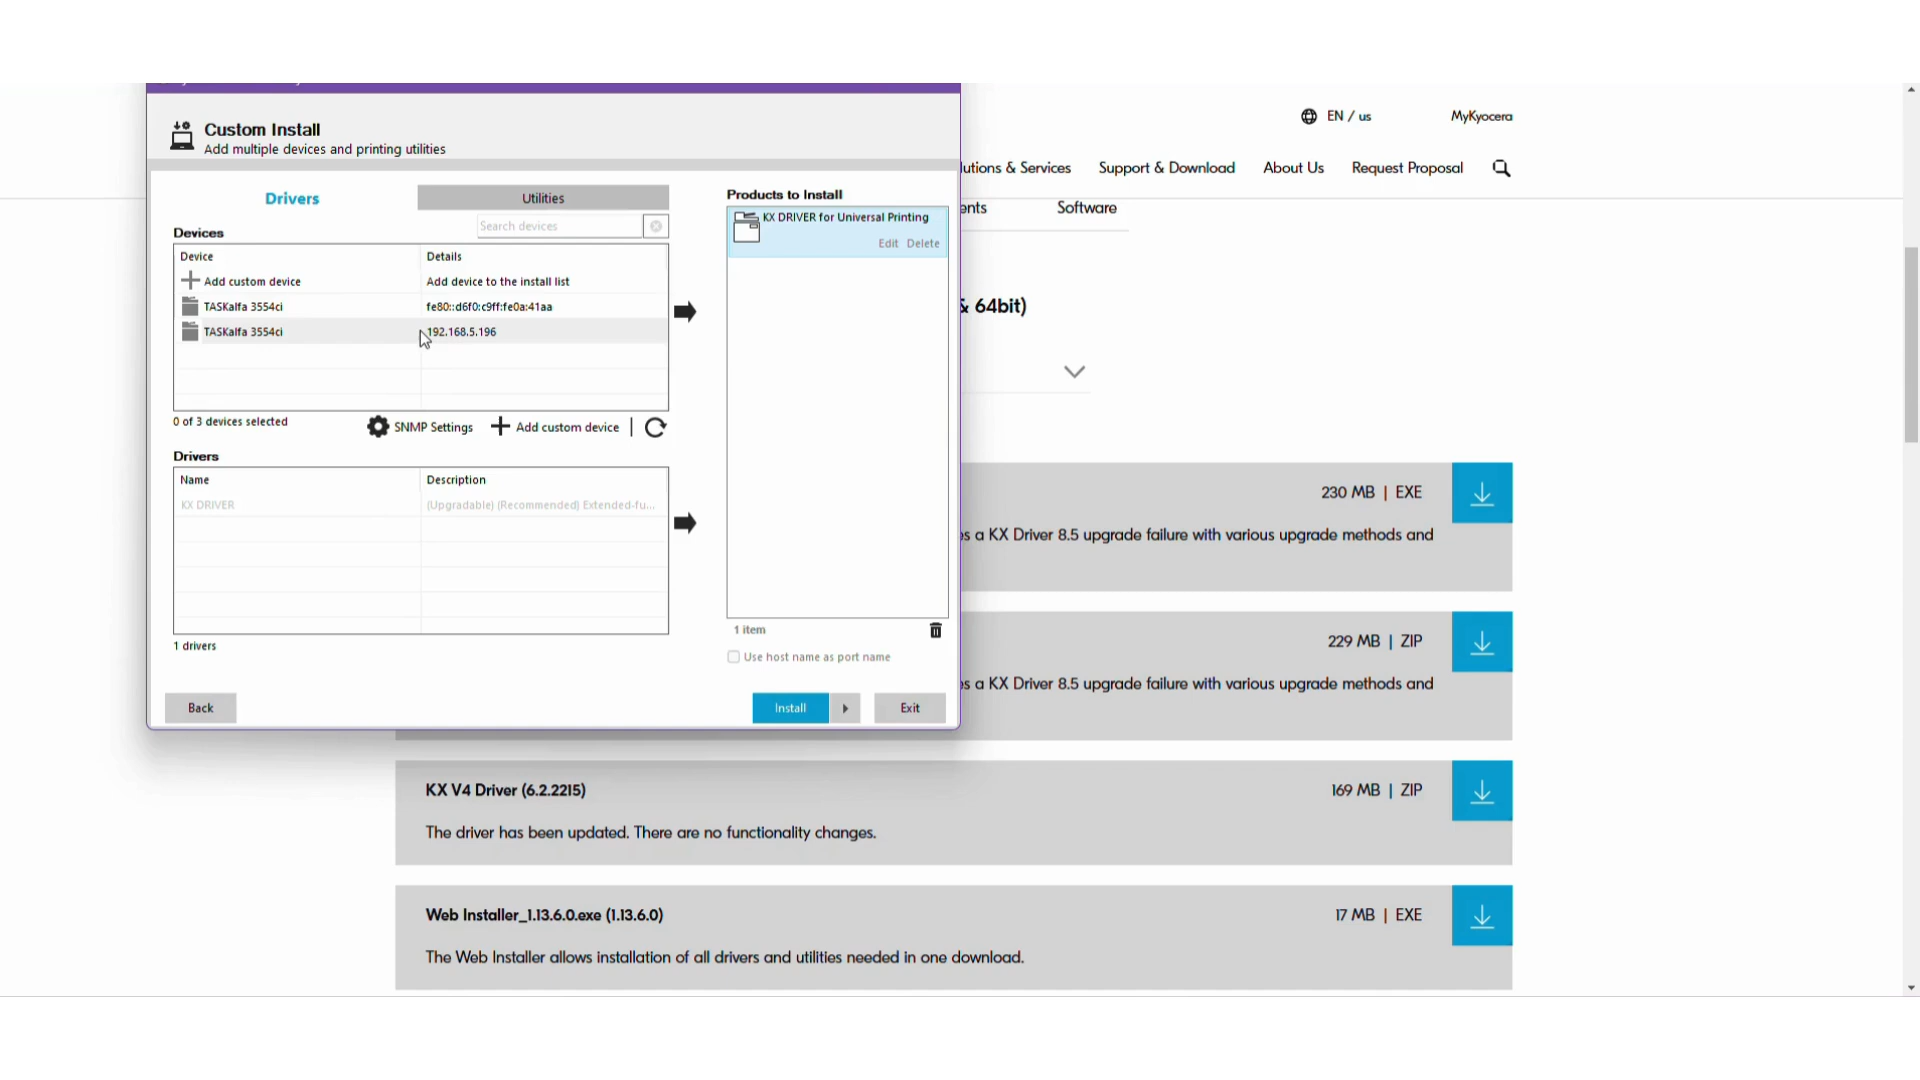 Custom Install
Add multiple devices and printing utilities
EN / us
MyKyocera
& Services
Support & Download
About Us
Request Proposal
Software
Drivers
Utilities
Search devices
Devices
Device
Details
Add custom device
Add device to the install list
TASKalfa 3554ci
fe80::d6f0:c9ff:fe0a:41aa
TASKalfa 3554ci
192.168.5.196
0 of 3 devices selected
SNMP Settings
Add custom device
Drivers
Name
Description
KX DRIVER
(Upgradable) (Recommended) Extended-fu...
1 drivers
Products to Install
KX DRIVER for Universal Printing
Edit Delete
1 item
Use host name as port name
Back
Install
Exit
& 64bit)
230 MB | EXE
a KX Driver 8.5 upgrade failure with various upgrade methods and
229 MB | ZIP
a KX Driver 8.5 upgrade failure with various upgrade methods and
KX V4 Driver (6.2.2215)
169 MB | ZIP
The driver has been updated. There are no functionality changes.
Web Installer_1.13.6.0.exe (1.13.6.0)
17 MB | EXE
The Web Installer allows installation of all drivers and utilities needed in one download.